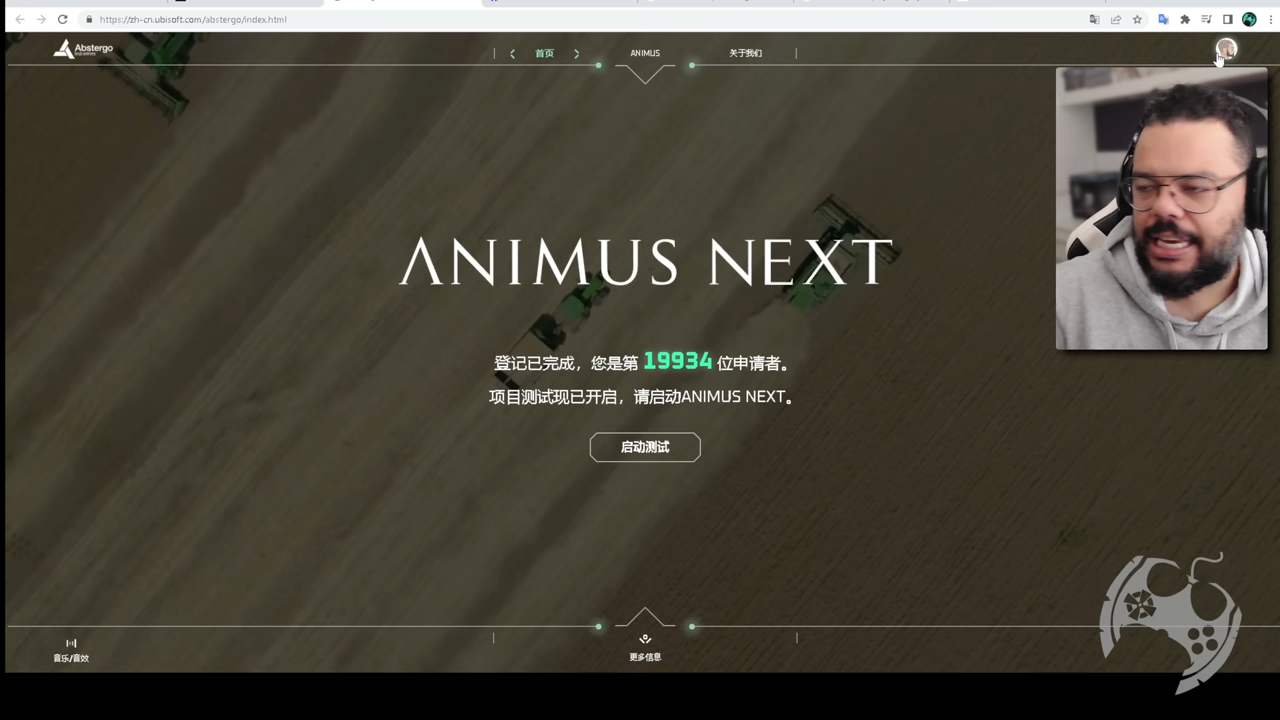 https://zh-cn.ubisoft.com/abstergo/index.html
Abstergo
首页
ANIMUS
关于我们
ANIMUS NEXT
登记已完成，您是第 19934 位申请者。
项目测试现已开启，请启动ANIMUS NEXT。
启动测试
音乐/音效
更多信息